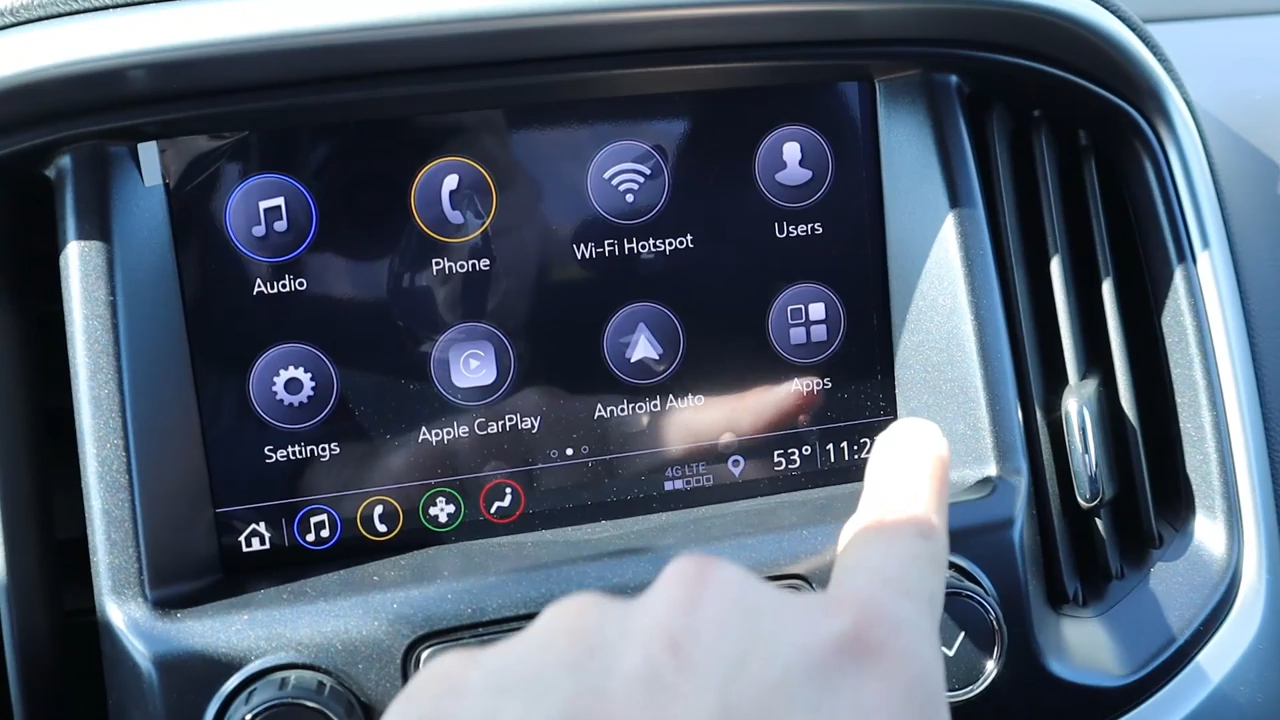 Audio
Phone
Wi-Fi Hotspot
Users
Settings
Apple CarPlay
Android Auto
Apps
4G LTE
53°